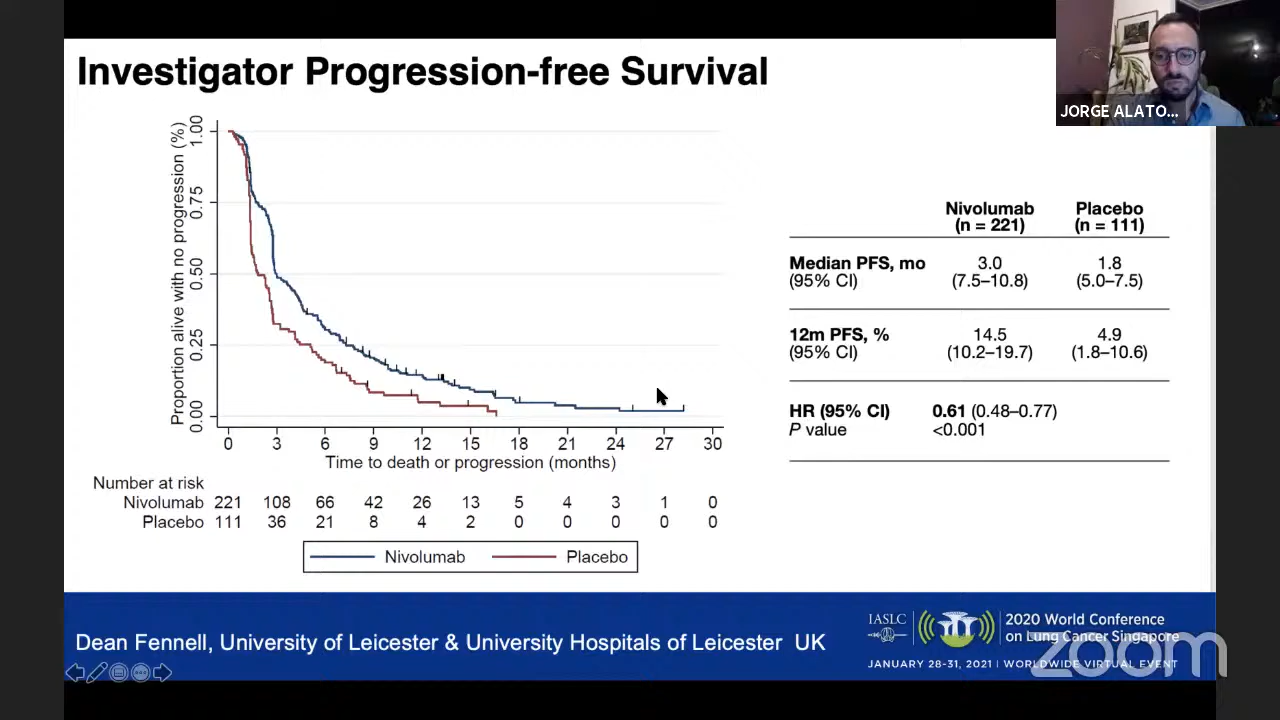 Investigator Progression-free Survival
JORGE ALATO...
Proportion alive with no progression (%)
1.00
0.75
0.50
0.25
0.00
0 3 6 9 12 15 18 21 24 27 30
Time to death or progression (months)
Number at risk
Nivolumab 221 108 66 42 26 13 5 4 3 1 0
Placebo 111 36 21 8 4 2 0 0 0 0 0
Nivolumab Placebo
Nivolumab Placebo
(n = 221) (n = 111)
Median PFS, mo 3.0 1.8
(95% CI) (7.5–10.8) (5.0–7.5)
12m PFS, % 14.5 4.9
(95% CI) (10.2–19.7) (1.8–10.6)
HR (95% CI) 0.61 (0.48–0.77)
P value <0.001
Dean Fennell, University of Leicester & University Hospitals of Leicester UK
IASLC
2020 World Conference
on Lung Cancer Singapore
JANUARY 28-31, 2021 | WORLDWIDE VIRTUAL EVENT
zoom